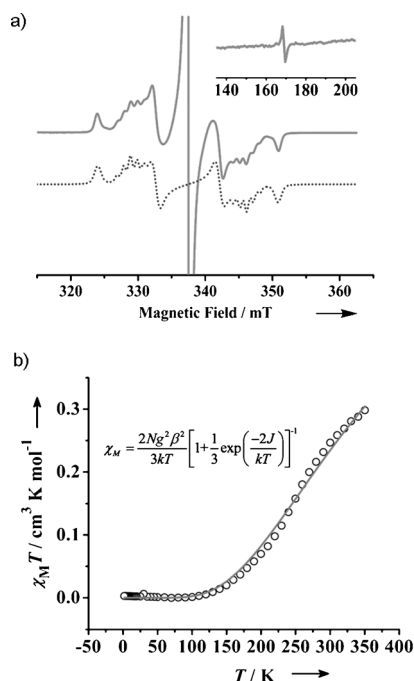 a)
140 160 180 200
320 330 340 350 360
Magnetic Field / mT
b)
χ_M = 2Ng²β²/3kT [1+1/3 exp(-2J/kT)]⁻¹
χ_M T / cm³ K mol⁻¹
0.3
0.2
0.1
0.0
-50 0 50 100 150 200 250 300 350 400
T / K